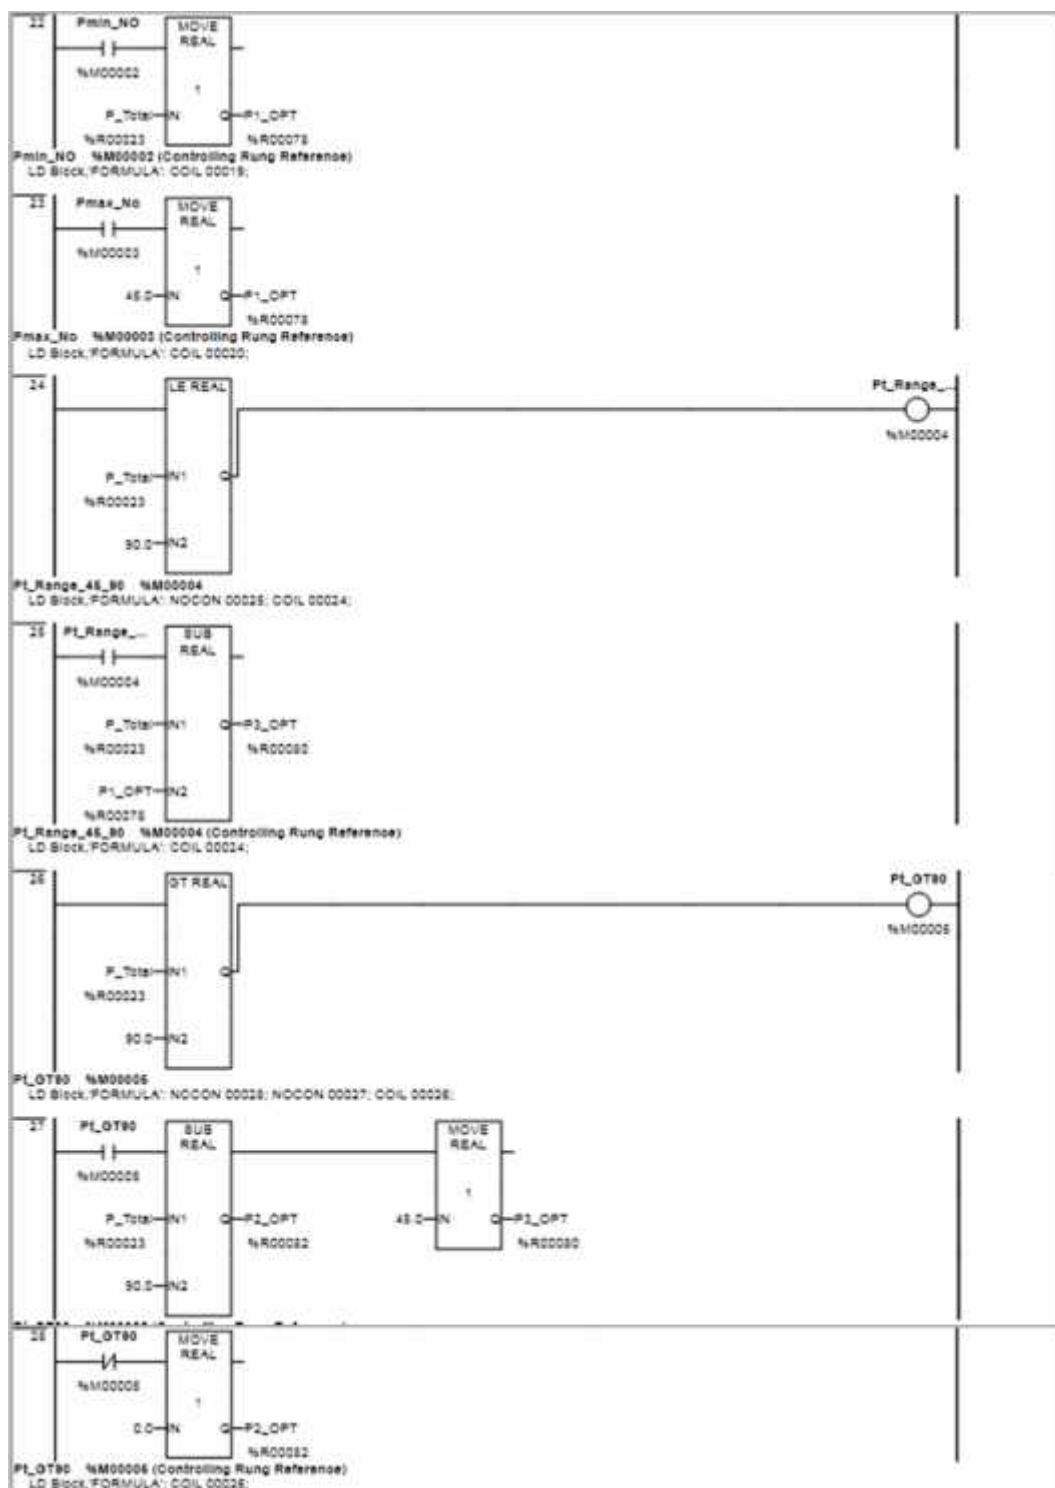 22 Pmin_NO MOVE
REAL
%M00002
1
P_Total IN Q P1_OPT
%R00023 %R00078
Pmin_NO %M00002 (Controlling Rung Reference)
LD Block,'FORMULA': COIL 00019;
23 Pmax_No MOVE
REAL
%M00003
1
45.0 IN Q P1_OPT
%R00078
Pmax_No %M00003 (Controlling Rung Reference)
LD Block,'FORMULA': COIL 00020;
24 LE REAL Pt_Range_...
%M00004
P_Total IN1 Q
%R00023
90.0 IN2
Pt_Range_45_90 %M00004
LD Block,'FORMULA': NOCON 00025; COIL 00024;
25 Pt_Range_... SUB
REAL
%M00004
P_Total IN1 Q P3_OPT
%R00023 %R00080
P1_OPT IN2
%R00078
Pt_Range_45_90 %M00004 (Controlling Rung Reference)
LD Block,'FORMULA': COIL 00024;
26 GT REAL Pt_GT90
%M00005
P_Total IN1 Q
%R00023
90.0 IN2
Pt_GT90 %M00005
LD Block,'FORMULA': NOCON 00028; NOCON 00027; COIL 00026;
27 Pt_GT90 SUB MOVE
REAL REAL
%M00005
1
P_Total IN1 Q P2_OPT 45.0 IN Q P3_OPT
%R00023 %R00082 %R00080
90.0 IN2
28 Pt_GT90 MOVE
REAL
%M00005
1
0.0 IN Q P2_OPT
%R00082
Pt_GT90 %M00005 (Controlling Rung Reference)
LD Block,'FORMULA': COIL 00026;